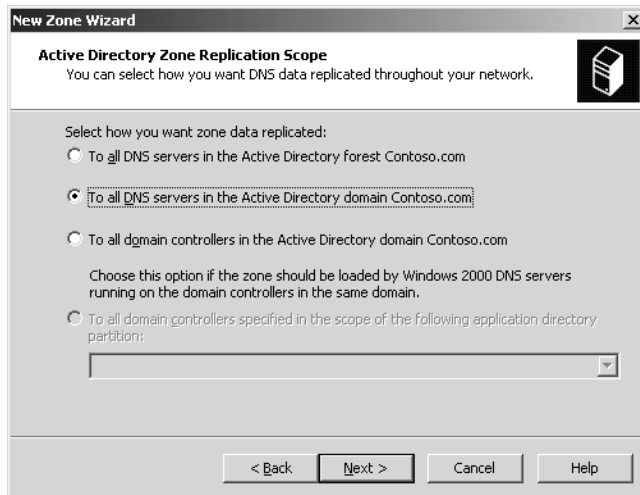 New Zone Wizard
Active Directory Zone Replication Scope
You can select how you want DNS data replicated throughout your network.
Select how you want zone data replicated:
To all DNS servers in the Active Directory forest Contoso.com
To all DNS servers in the Active Directory domain Contoso.com
To all domain controllers in the Active Directory domain Contoso.com
Choose this option if the zone should be loaded by Windows 2000 DNS servers
running on the domain controllers in the same domain.
To all domain controllers specified in the scope of the following application directory
partition:
< Back
Next >
Cancel
Help